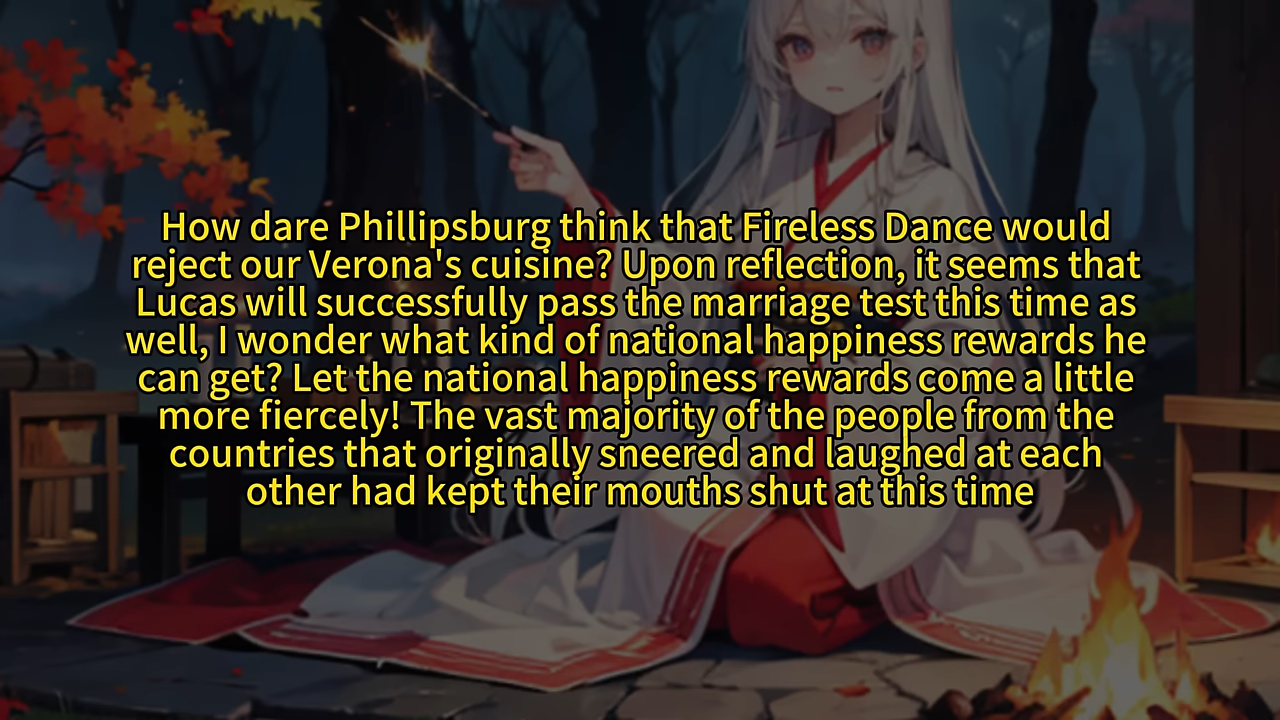 How dare Phillipsburg think that Fireless Dance would
reject our Verona's cuisine? Upon reflection, it seems that
Lucas will successfully pass the marriage test this time as
well, I wonder what kind of national happiness rewards he
can get? Let the national happiness rewards come a little
more fiercely! The vast majority of the people from the
countries that originally sneered and laughed at each
other had kept their mouths shut at this time